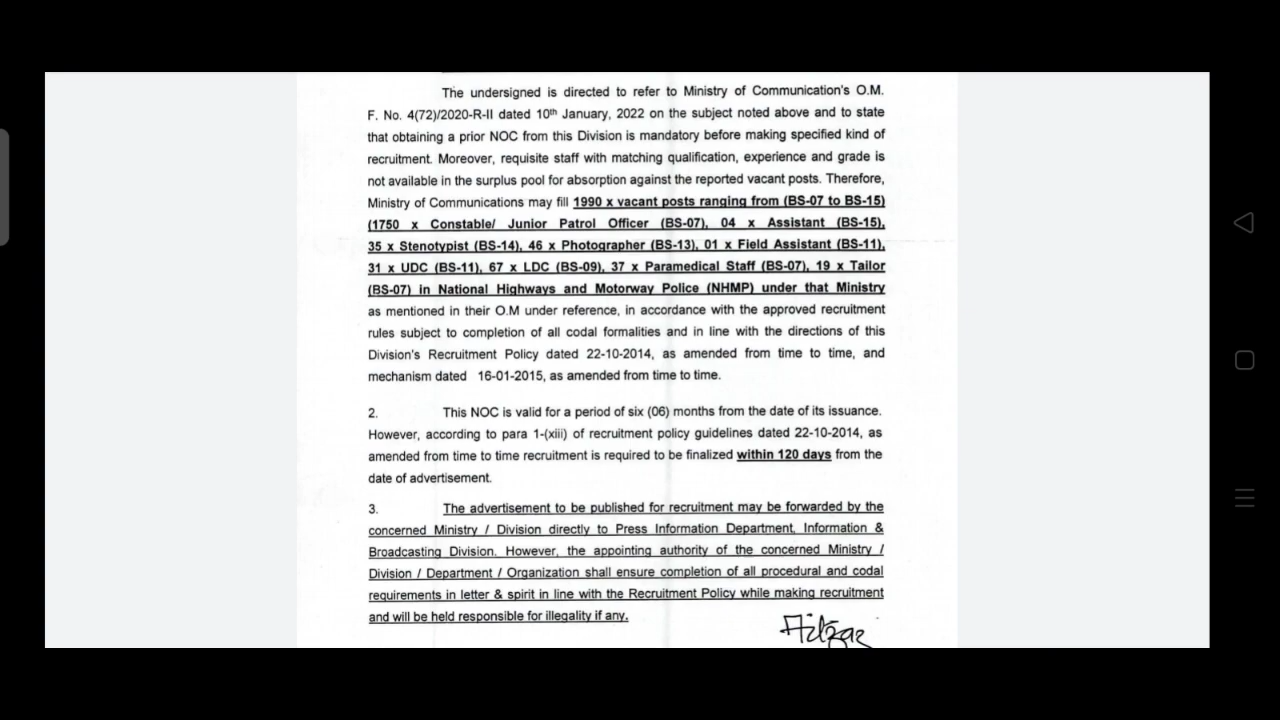 The undersigned is directed to refer to Ministry of Communication's O.M.
F. No. 4(72)/2020-R-II dated 10th January, 2022 on the subject noted above and to state
that obtaining a prior NOC from this Division is mandatory before making specified kind of
recruitment. Moreover, requisite staff with matching qualification, experience and grade is
not available in the surplus pool for absorption against the reported vacant posts. Therefore,
Ministry of Communications may fill 1990 x vacant posts ranging from (BS-07 to BS-15)
(1750 x Constable/ Junior Patrol Officer (BS-07), 04 x Assistant (BS-15),
35 x Stenotypist (BS-14), 46 x Photographer (BS-13), 01 x Field Assistant (BS-11),
31 x UDC (BS-11), 67 x LDC (BS-09), 37 x Paramedical Staff (BS-07), 19 x Tailor
(BS-07) in National Highways and Motorway Police (NHMP) under that Ministry
as mentioned in their O.M under reference, in accordance with the approved recruitment
rules subject to completion of all codal formalities and in line with the directions of this
Division's Recruitment Policy dated 22-10-2014, as amended from time to time, and
mechanism dated 16-01-2015, as amended from time to time.
2. This NOC is valid for a period of six (06) months from the date of its issuance.
However, according to para 1-(xiii) of recruitment policy guidelines dated 22-10-2014, as
amended from time to time recruitment is required to be finalized within 120 days from the
date of advertisement.
3. The advertisement to be published for recruitment may be forwarded by the
concerned Ministry / Division directly to Press Information Department, Information &
Broadcasting Division. However, the appointing authority of the concerned Ministry /
Division / Department / Organization shall ensure completion of all procedural and codal
requirements in letter & spirit in line with the Recruitment Policy while making recruitment
and will be held responsible for illegality if any.